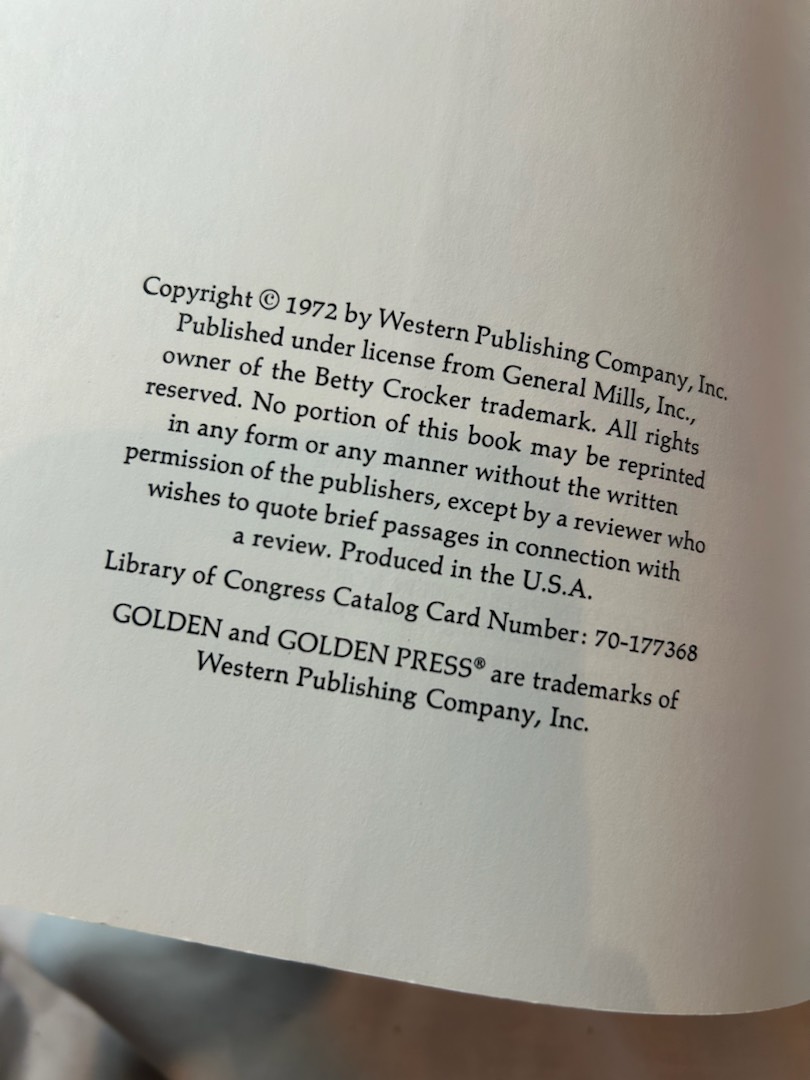 Copyright © 1972 by Western Publishing Company, Inc.
Published under license from General Mills, Inc.,
owner of the Betty Crocker trademark. All rights
reserved. No portion of this book may be reprinted
in any form or any manner without the written
permission of the publishers, except by a reviewer who
wishes to quote brief passages in connection with
a review. Produced in the U.S.A.
Library of Congress Catalog Card Number: 70-177368
GOLDEN and GOLDEN PRESS® are trademarks of
Western Publishing Company, Inc.